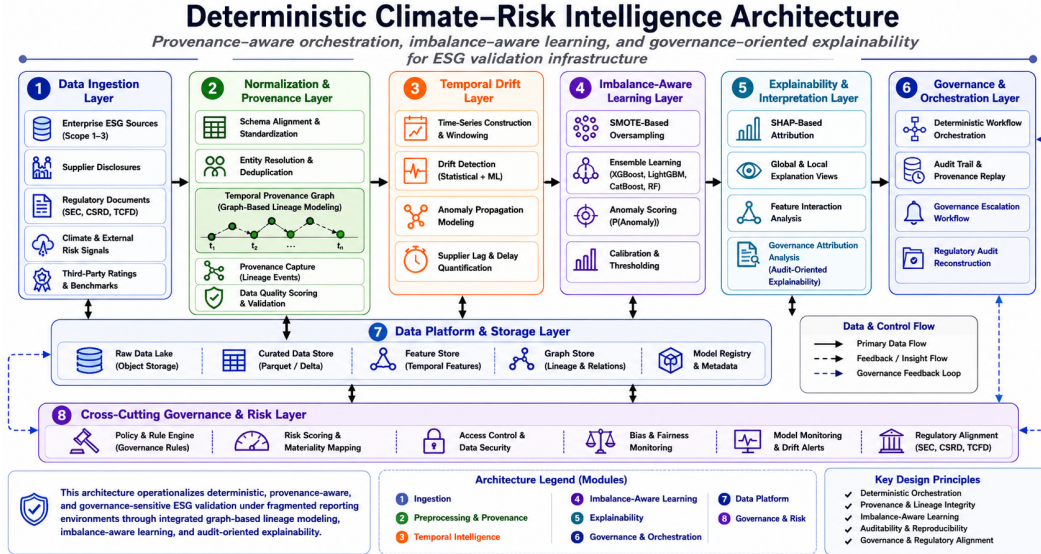 Deterministic Climate–Risk Intelligence Architecture
Provenance–aware orchestration, imbalance–aware learning, and governance–oriented explainability
for ESG validation infrastructure
1
Data Ingestion
Layer
Enterprise ESG Sources
(Scope 1–3)
Supplier Disclosures
Regulatory Documents
(SEC, CSRD, TCFD)
Climate & External
Risk Signals
Third-Party Ratings
& Benchmarks
2
Normalization &
Provenance Layer
Schema Alignment &
Standardization
Entity Resolution &
Deduplication
Temporal Provenance Graph
(Graph-Based Lineage Modeling)
t1 t2 ... tn
Provenance Capture
(Lineage Events)
Data Quality Scoring
& Validation
3
Temporal Drift
Layer
Time-Series Construction
& Windowing
Drift Detection
(Statistical + ML)
Anomaly Propagation
Modeling
Supplier Lag & Delay
Quantification
4
Imbalance-Aware
Learning Layer
SMOTE-Based
Oversampling
Ensemble Learning
(XGBoost, LightGBM,
CatBoost, RF)
Anomaly Scoring
(P(Anomaly))
Calibration &
Thresholding
5
Explainability &
Interpretation Layer
SHAP-Based
Attribution
Global & Local
Explanation Views
Feature Interaction
Analysis
Governance Attribution
Analysis
(Audit-Oriented
Explainability)
6
Governance &
Orchestration Layer
Deterministic Workflow
Orchestration
Audit Trail &
Provenance Replay
Governance Escalation
Workflow
Regulatory Audit
Reconstruction
7 Data Platform & Storage Layer
Raw Data Lake
(Object Storage)
Curated Data Store
(Parquet / Delta)
Feature Store
(Temporal Features)
Graph Store
(Lineage & Relations)
Model Registry
& Metadata
Data & Control Flow
Primary Data Flow
Feedback / Insight Flow
Governance Feedback Loop
8 Cross-Cutting Governance & Risk Layer
Policy & Rule Engine
(Governance Rules)
Risk Scoring &
Materiality Mapping
Access Control &
Data Security
Bias & Fairness
Monitoring
Model Monitoring
& Drift Alerts
Regulatory Alignment
(SEC, CSRD, TCFD)
This architecture operationalizes deterministic, provenance-aware,
and governance-sensitive ESG validation under fragmented reporting
environments through integrated graph-based lineage modeling,
imbalance-aware learning, and audit-oriented explainability.
Architecture Legend (Modules)
1 Ingestion
2 Preprocessing & Provenance
3 Temporal Intelligence
4 Imbalance-Aware Learning
5 Explainability
6 Governance & Orchestration
7 Data Platform
8 Governance & Risk
Key Design Principles
Deterministic Orchestration
Provenance & Lineage Integrity
Imbalance-Aware Learning
Auditability & Reproducibility
Governance & Regulatory Alignment